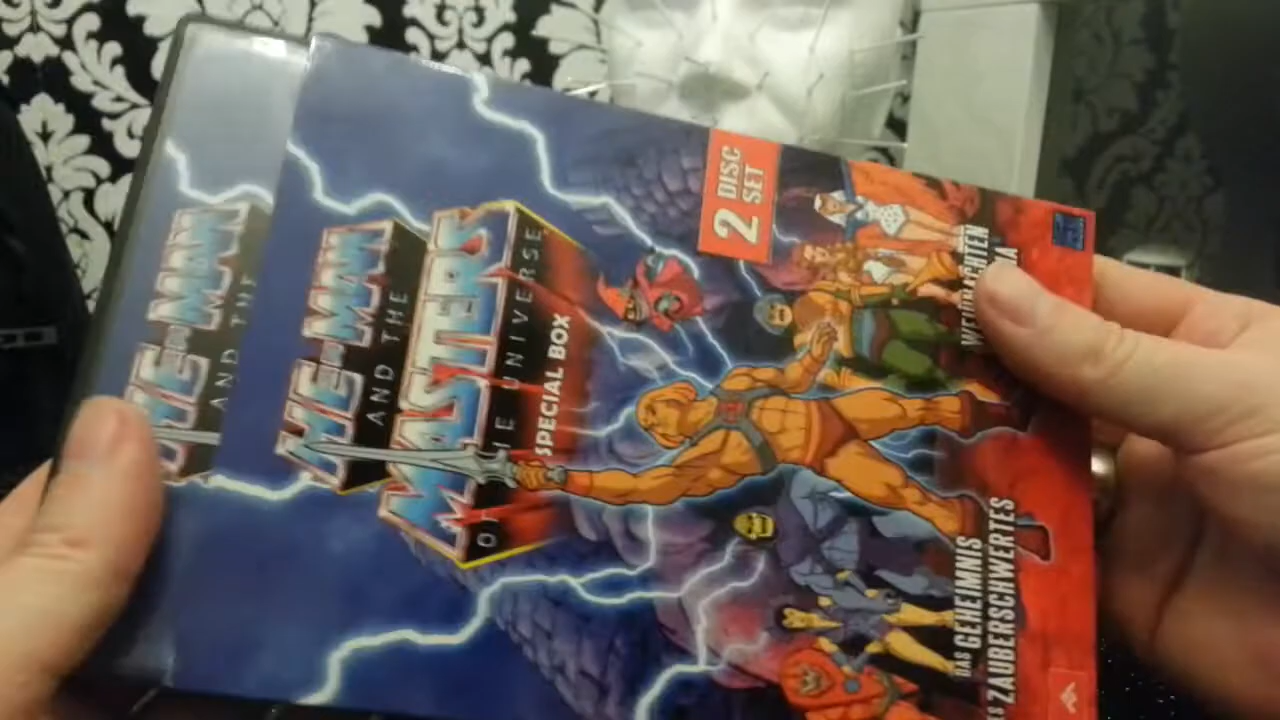 HE-MAN
AND THE
HE-MAN
AND THE
MASTERS
OF THE UNIVERSE
SPECIAL BOX
2 DISC
SET
WEIHNACHTEN
DAS GEHEIMNIS
ZAUBERSCHWERTES